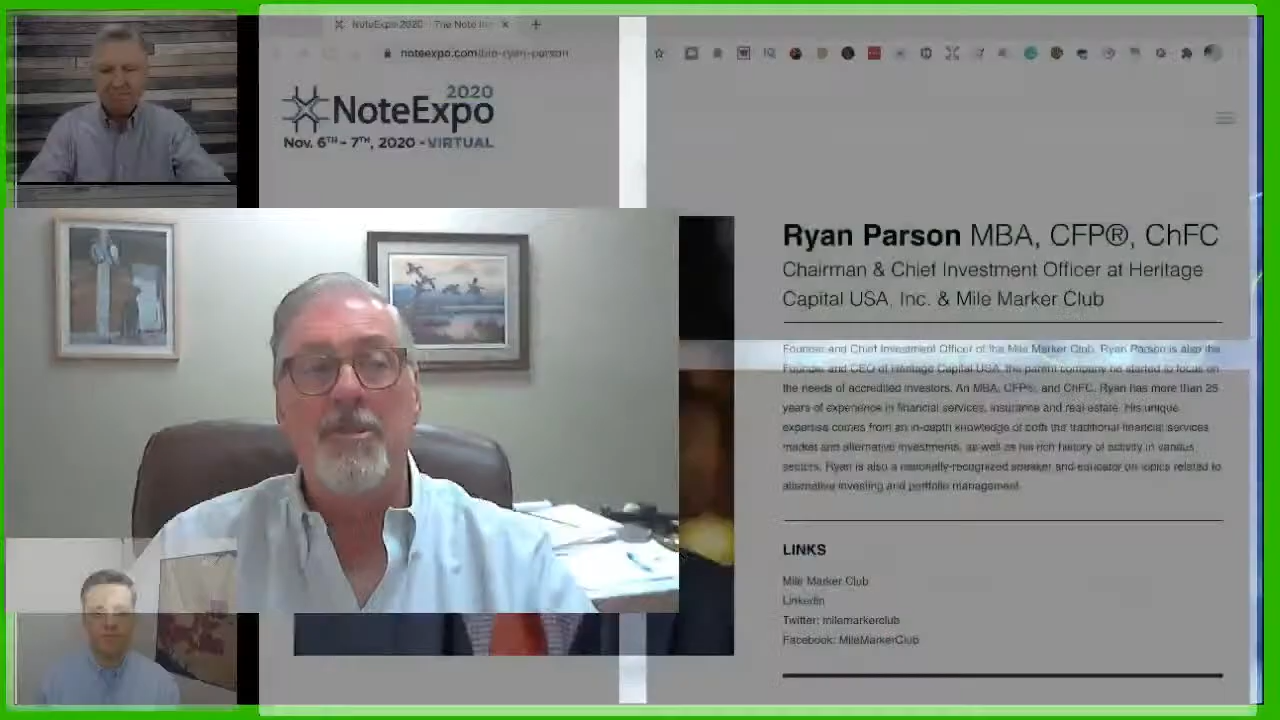 NoteExpo 2020 - The Note In
noteexpo.com/bio-ryan-parson
2020
NoteExpo
Nov. 6TH - 7TH, 2020 - VIRTUAL
Ryan Parson MBA, CFP®, ChFC
Chairman & Chief Investment Officer at Heritage
Capital USA, Inc. & Mile Marker Club
Founder and Chief Investment Officer of the Mile Marker Club, Ryan Parson is also the
Founder and CEO of Heritage Capital USA, the parent company he started to focus on
the needs of accredited investors. An MBA, CFP®, and ChFC, Ryan has more than 25
years of experience in financial services, insurance and real estate. His unique
expertise comes from an in-depth knowledge of both the traditional financial services
market and alternative investments, as well as his rich history of activity in various
sectors. Ryan is also a nationally-recognized speaker and educator on topics related to
alternative investing and portfolio management.
LINKS
Mile Marker Club
LinkedIn
Twitter: milemarkerclub
Facebook: MileMarkerClub